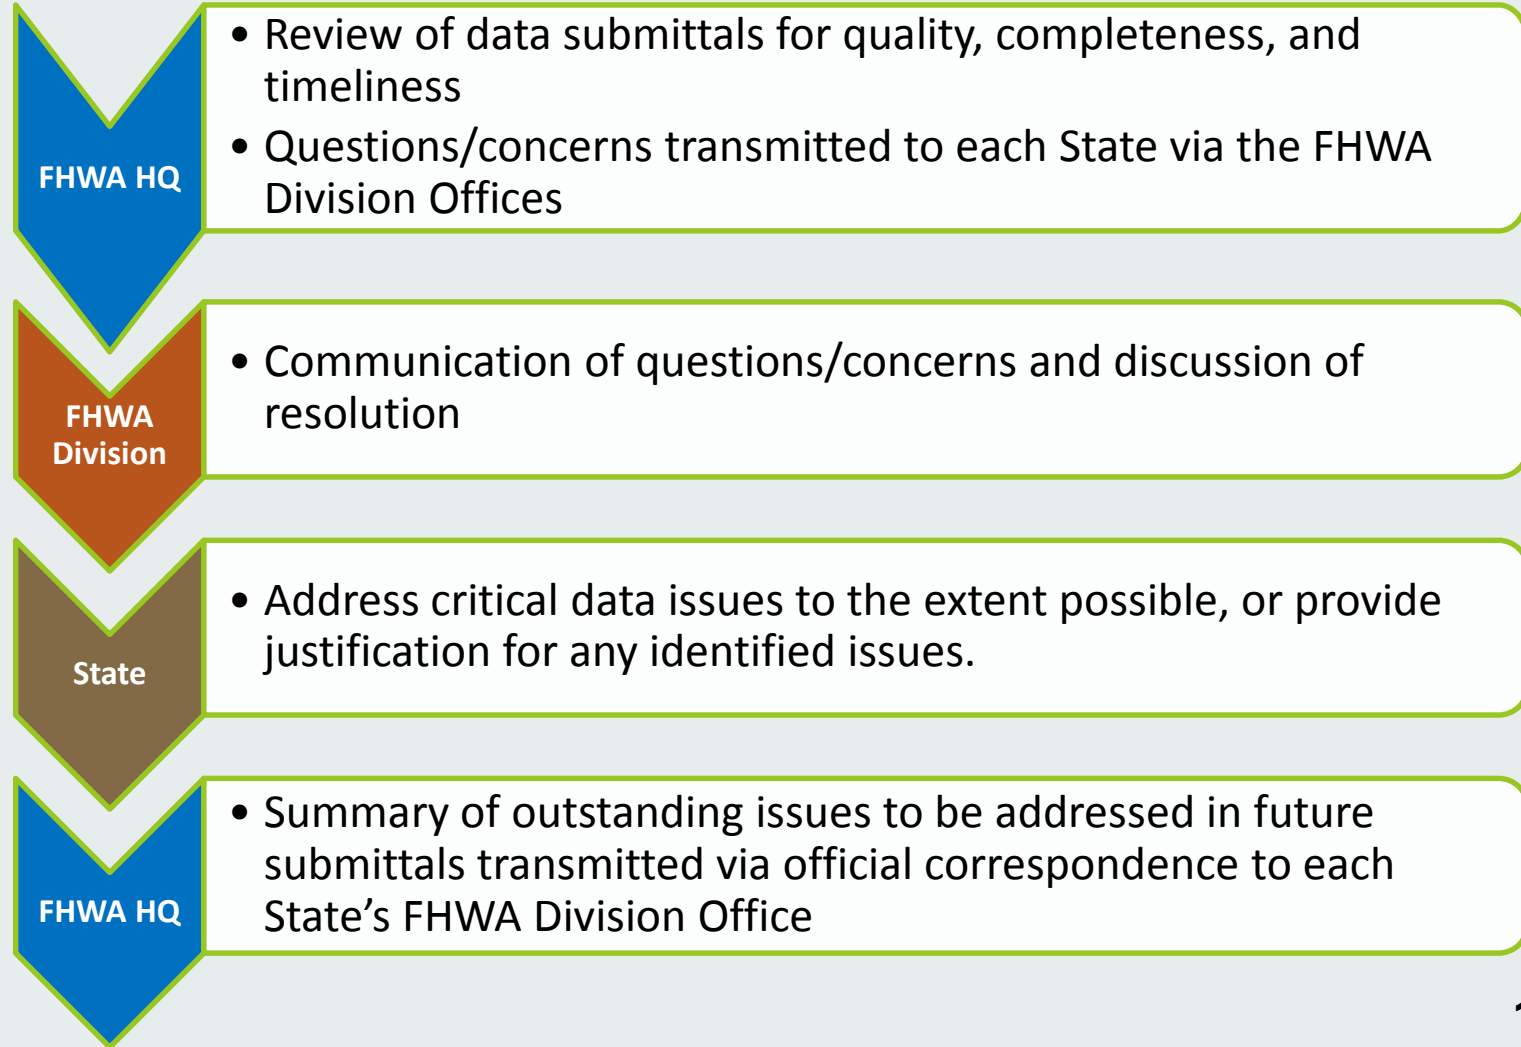 • Review of data submittals for quality, completeness, and
timeliness
• Questions/concerns transmitted to each State via the FHWA
Division Offices
FHWA HQ
• Communication of questions/concerns and discussion of
resolution
FHWA
Division
• Address critical data issues to the extent possible, or provide
justification for any identified issues.
State
• Summary of outstanding issues to be addressed in future
submittals transmitted via official correspondence to each
State’s FHWA Division Office
FHWA HQ